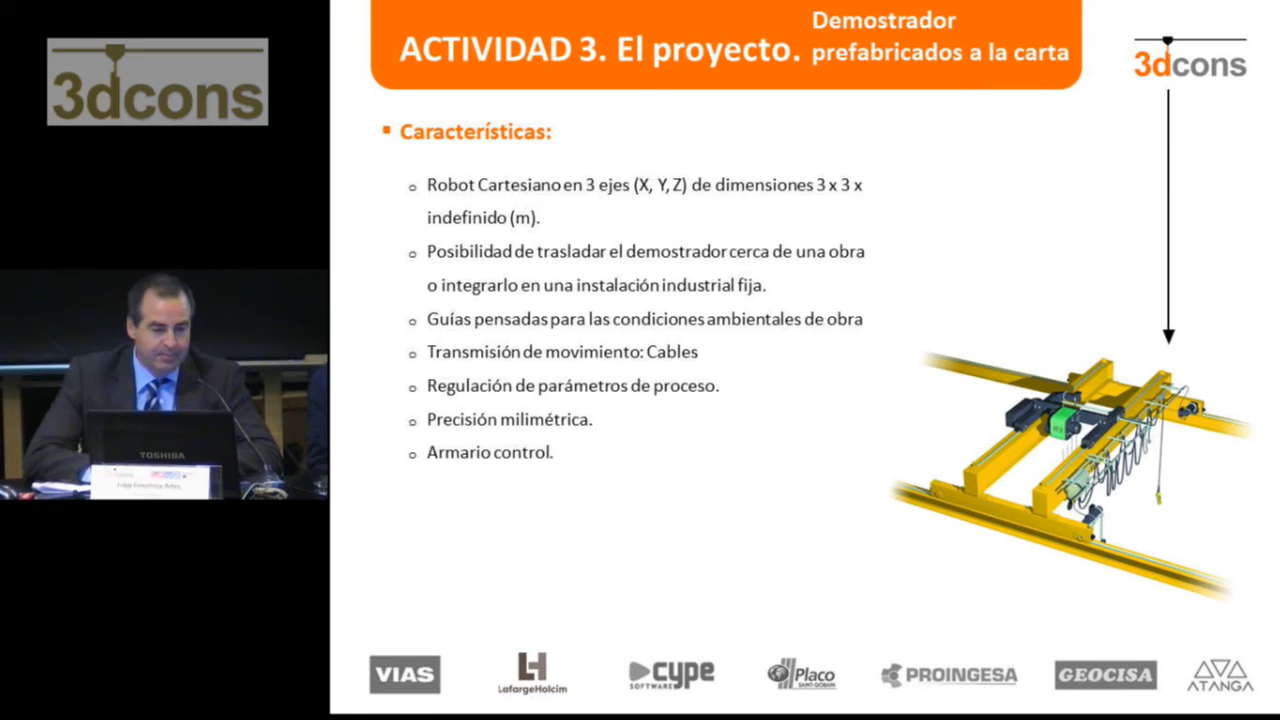 3dcons
TOSHIBA
ACTIVIDAD 3. El proyecto.
Demostrador
prefabricados a la carta
3dcons
Características:
Robot Cartesiano en 3 ejes (X, Y, Z) de dimensiones 3 x 3 x
indefinido (m).
Posibilidad de trasladar el demostrador cerca de una obra
o integrarlo en una instalación industrial fija.
Guías pensadas para las condiciones ambientales de obra
Transmisión de movimiento: Cables
Regulación de parámetros de proceso.
Precisión milimétrica.
Armario control.
VIAS
LH
LafargeHolcim
cype
SOFTWARE
Placo
SAINT-GOBAIN
PROINGESA
GEOCISA
ATANGA